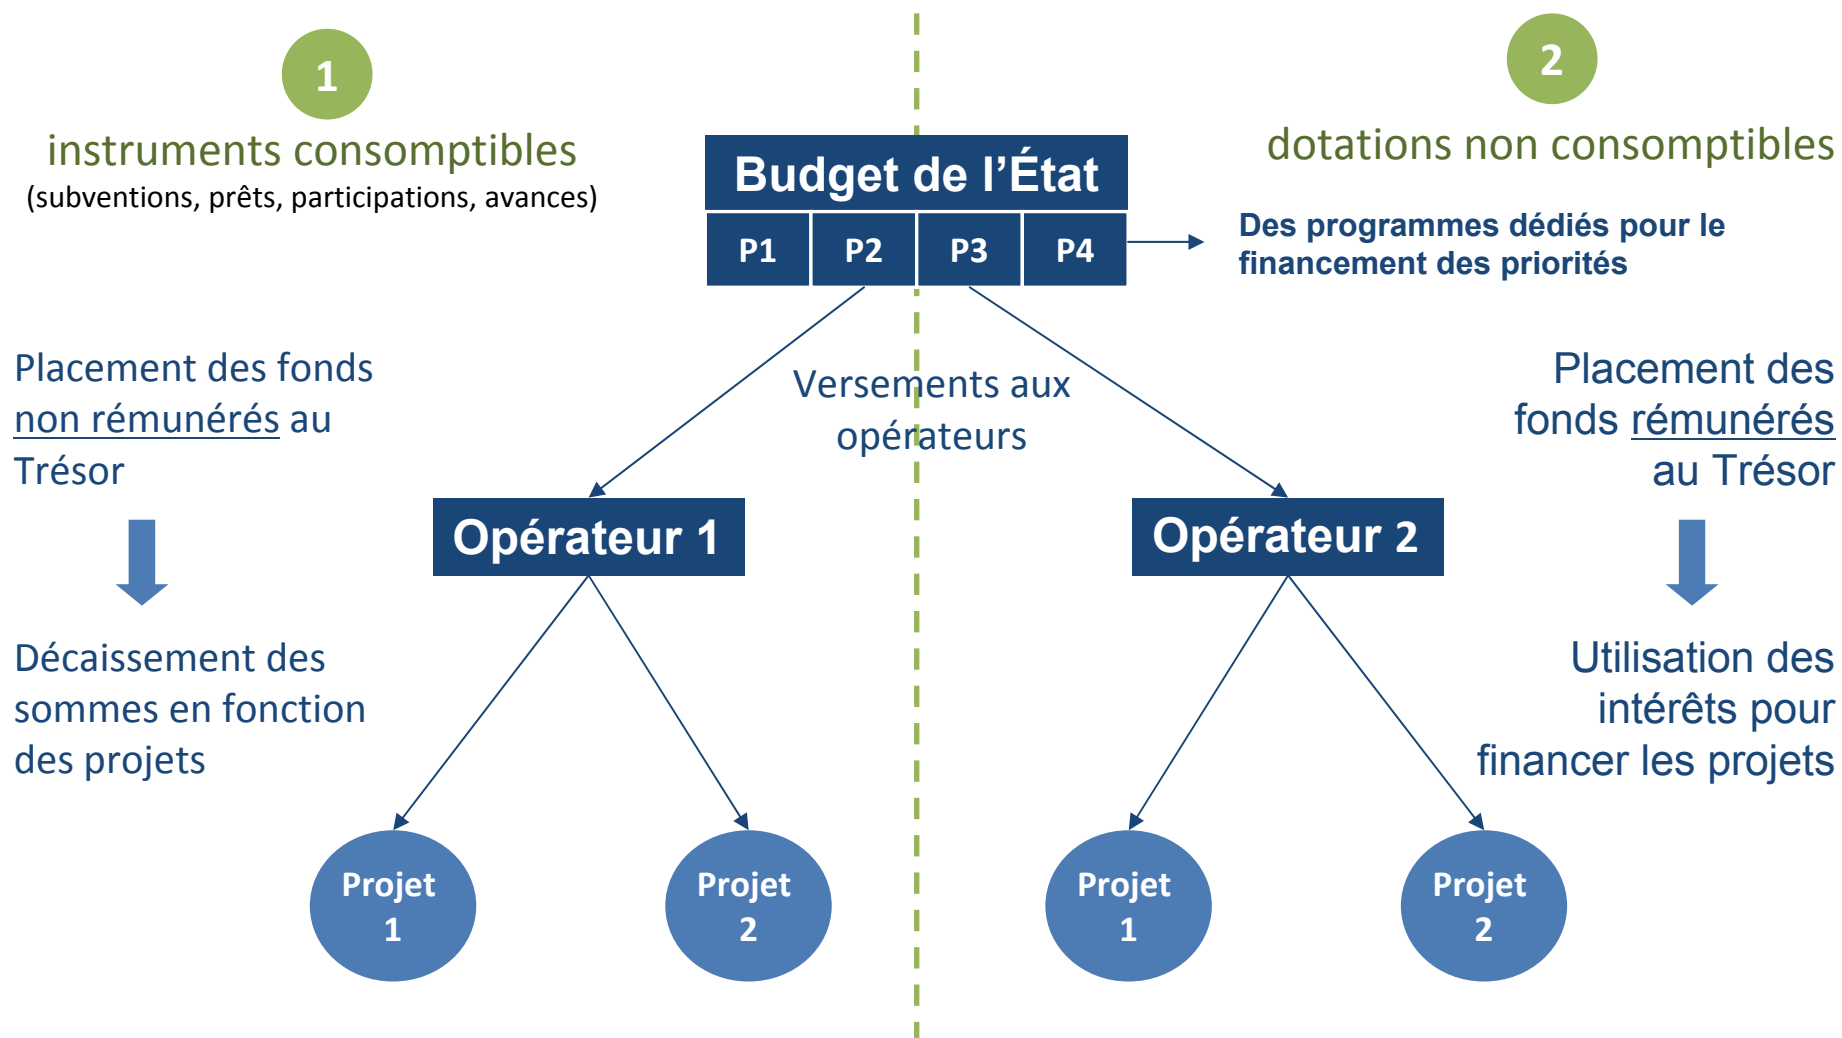 1
instruments consomptibles
(subventions, prêts, participations, avances)
2
dotations non consomptibles
Budget de l’État
P1 P2 P3 P4
Des programmes dédiés pour le
financement des priorités
Placement des fonds
non rémunérés au
Trésor
Versements aux
opérateurs
Placement des
fonds rémunérés
au Trésor
Opérateur 1
Opérateur 2
Décaissement des
sommes en fonction
des projets
Utilisation des
intérêts pour
financer les projets
Projet
1
Projet
2
Projet
1
Projet
2